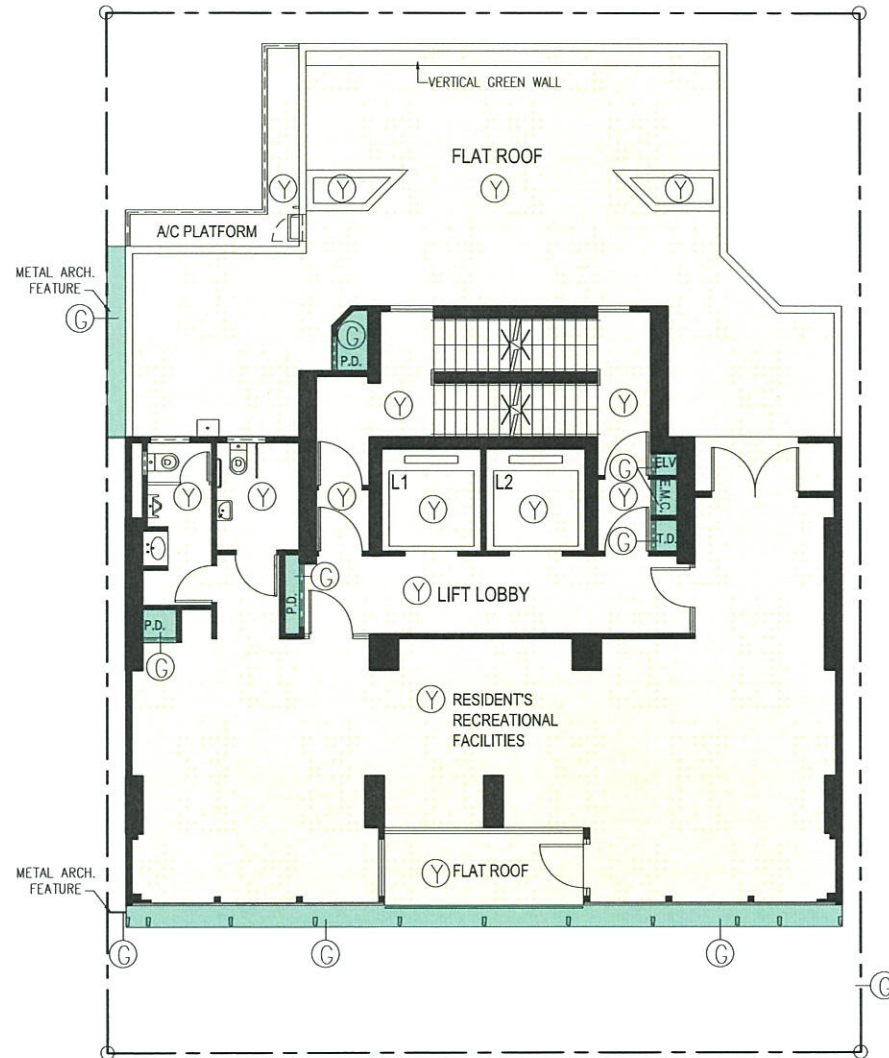 VERTICAL GREEN WALL
FLAT ROOF
Y
Y
Y
Y
A/C PLATFORM
METAL ARCH.
FEATURE
G
G
P.D.
Y
Y
L1
L2
G
ELV
E.M.C.
Y
Y
Y
Y
Y
Y
G
T.D.
G
P.D.
Y
LIFT LOBBY
P.D.
G
Y
RESIDENT'S
RECREATIONAL
FACILITIES
Y
FLAT ROOF
METAL ARCH.
FEATURE
G
G
G
G